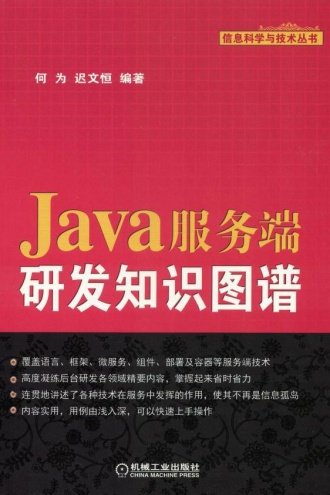 信息科学与技术丛书
何 为 迟文恒 编著
Java服务端
研发知识图谱
覆盖语言、框架、微服务、组件、部署及容器等服务端技术
高度凝练后台研发各领域精要内容，掌握起来省时省力
连贯地讲述了各种技术在服务中发挥的作用，使其不再是信息孤岛
内容实用，用例由浅入深，可以快速上手操作
机械工业出版社
CHINA MACHINE PRESS